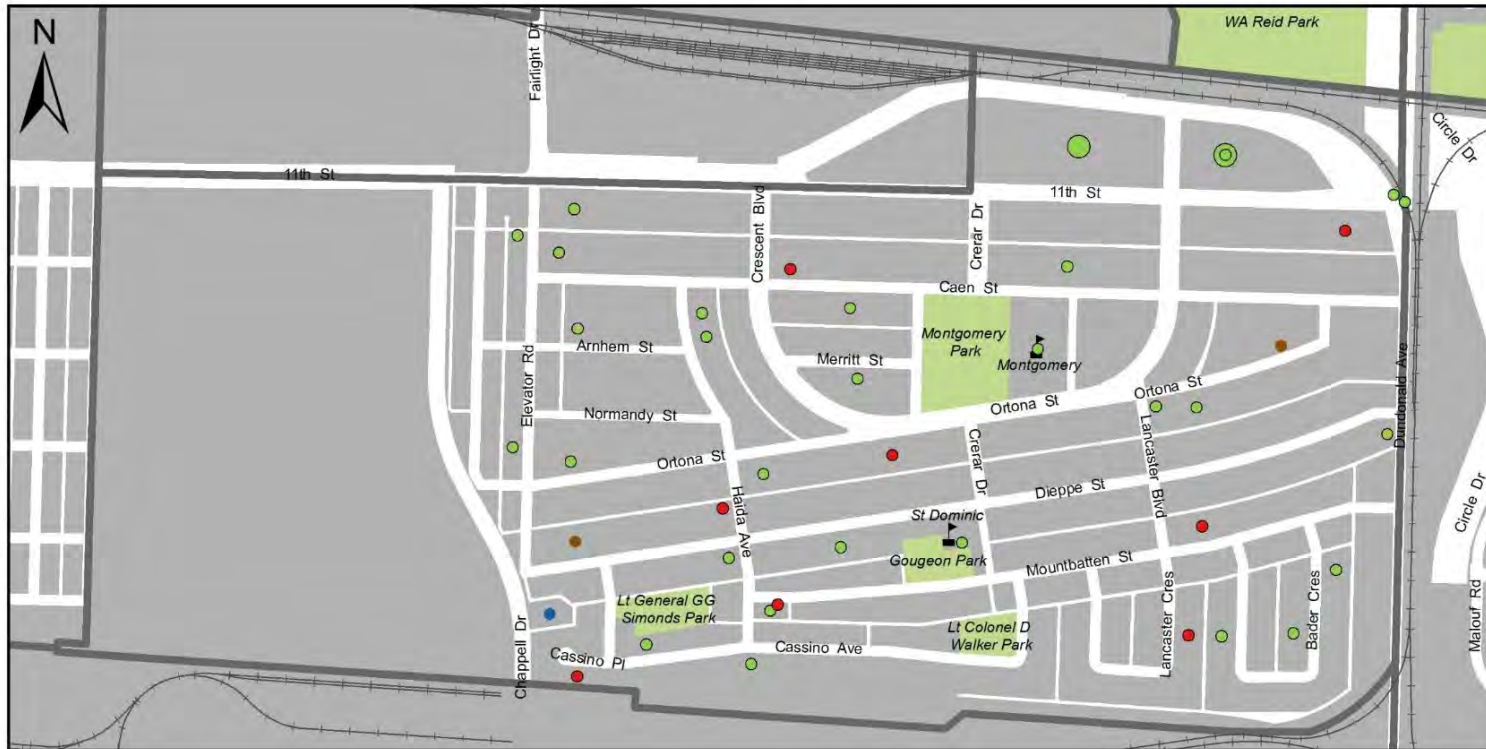 WA Reid Park
N
Fairlight Dr
Circle Dr
11th St
11th St
Crescent Blvd
Crerar Dr
Caen St
Montgomery
Park
Montgomery
Arnhem St
Merritt St
Elevator Rd
Dundonald Ave
Normandy St
Ortona St
Ortona St
Ortona St
Lancaster Blvd
Crerar Dr
Haida Ave
Dieppe St
Circle Dr
St Dominic
Gougeon Park
Mountbatten St
Lt General GG
Simonds Park
Lt Colonel D
Walker Park
Lancaster Cres
Bader Cres
Malouf Rd
Chappell Dr
Cassino Pl
Cassino Ave